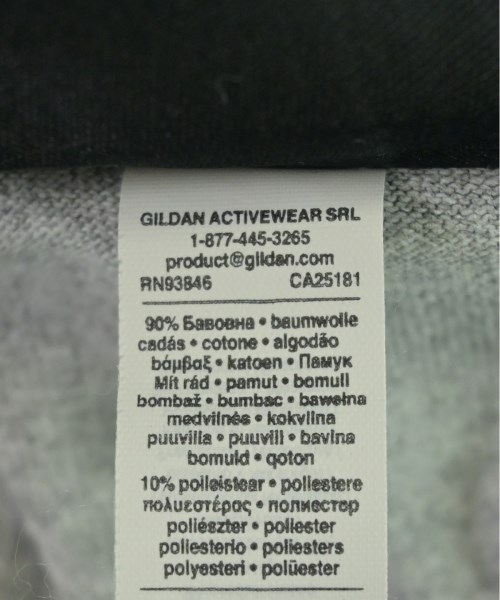 GILDAN ACTIVEWEAR SRL
1-877-445-3265
product@gildan.com
RN93846 CA25181
90% Бавовна • baumwolle
cadás • cotone • algodão
βάμβαξ • katoen • Памук
Mít rád • pamut • bomull
bombaž • bumbac • bawełna
medvilnės • kokvilna
puuvilla • puuvill • bavlna
bomuld • qoton
10% poileistear • poliestere
πολυεστέρας • полиестер
poliészter • poliester
poliesterio • poliesters
polyesteri • polüester